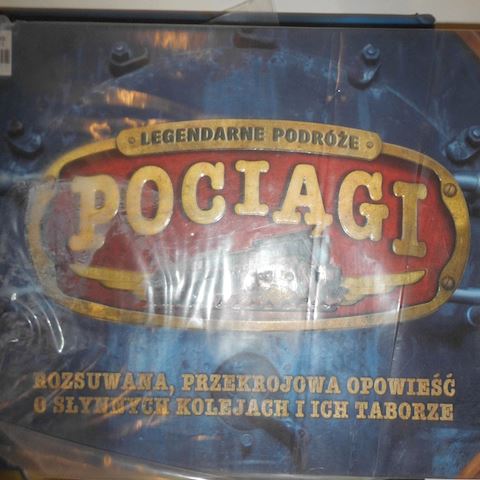 LEGENDARNE PODRÓŻE
POCIĄGI
ROZSUWANA, PRZEKROJOWA OPOWIEŚĆ
O SŁYNNYCH KOLEJACH I ICH TABORZE